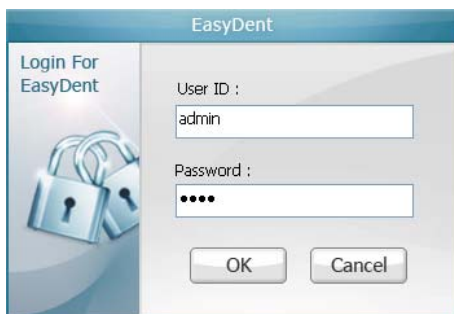 EasyDent
Login For
EasyDent
User ID :
admin
Password :
••••
OK
Cancel